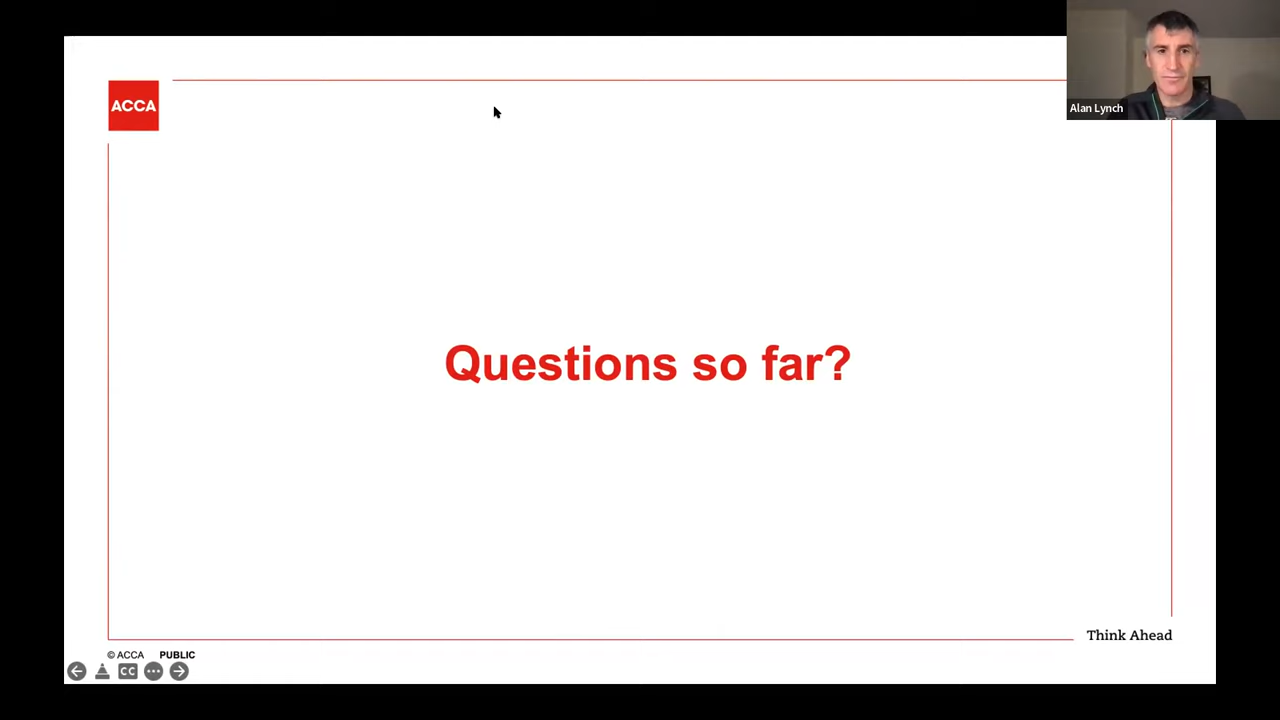 ACCA
Alan Lynch
Questions so far?
Think Ahead
© ACCA PUBLIC
CC